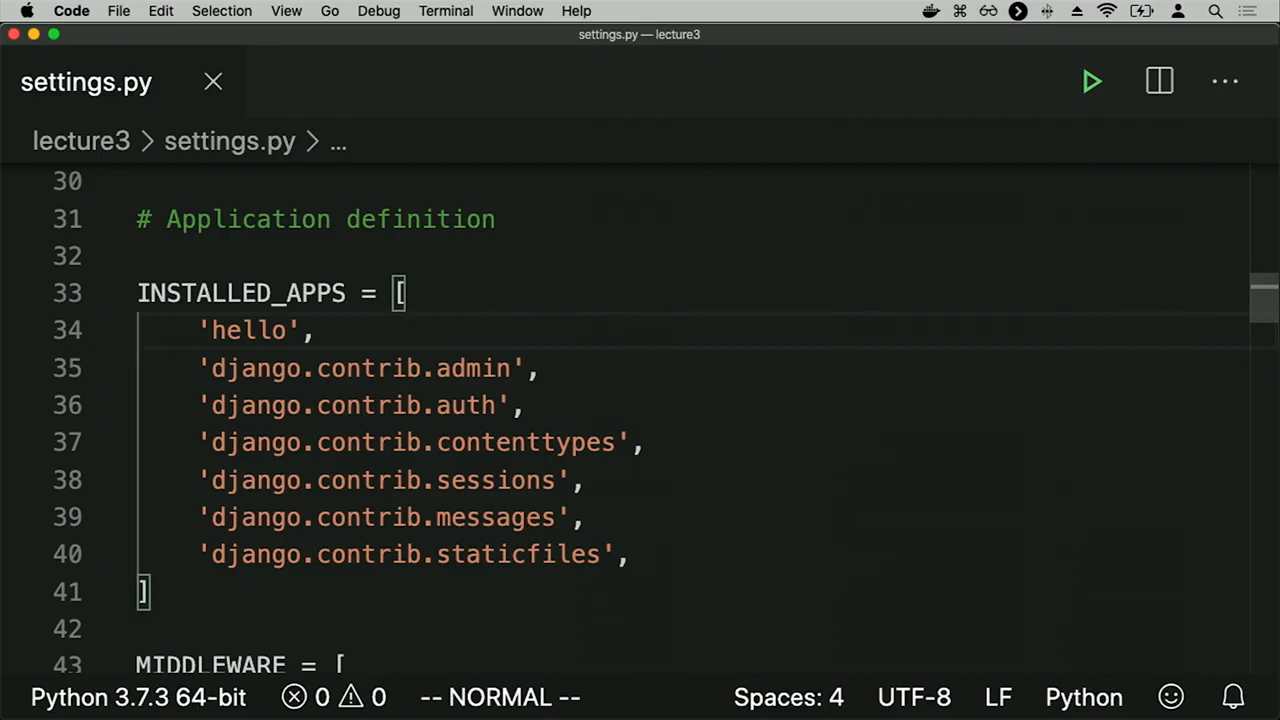 Code File Edit Selection View Go Debug Terminal Window Help
settings.py — lecture3
settings.py
lecture3 > settings.py > ...
30
31 # Application definition
32
33 INSTALLED_APPS = [
34     'hello',
35     'django.contrib.admin',
36     'django.contrib.auth',
37     'django.contrib.contenttypes',
38     'django.contrib.sessions',
39     'django.contrib.messages',
40     'django.contrib.staticfiles',
41 ]
42
43 MIDDLEWARE = [
Python 3.7.3 64-bit 0 0 -- NORMAL -- Spaces: 4 UTF-8 LF Python